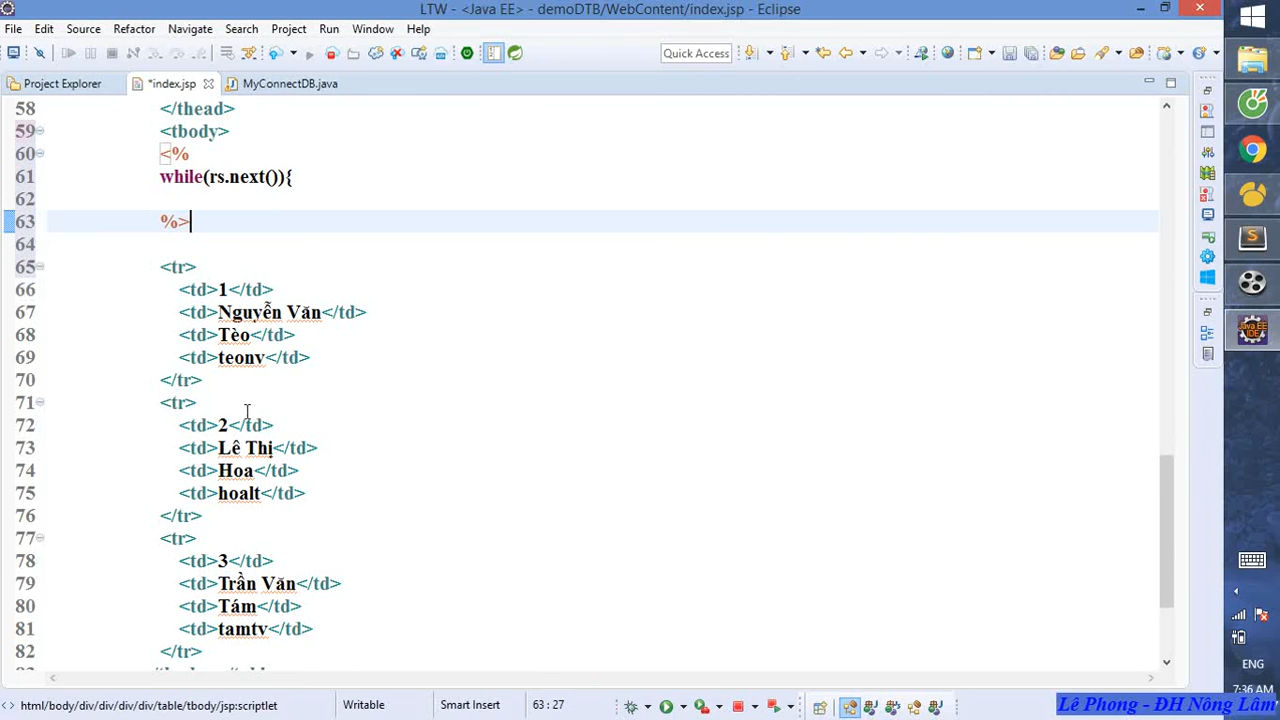 LTW - <Java EE> - demoDTB/WebContent/index.jsp - Eclipse
File Edit Source Refactor Navigate Search Project Run Window Help
Quick Access
Project Explorer *index.jsp MyConnectDB.java
58 </thead>
59 <tbody>
60 <%
61 while(rs.next()){
62
63 %>
64
65 <tr>
66 <td>1</td>
67 <td>Nguyễn Văn</td>
68 <td>Tèo</td>
69 <td>teonv</td>
70 </tr>
71 <tr>
72 <td>2</td>
73 <td>Lê Thị</td>
74 <td>Hoa</td>
75 <td>hoalt</td>
76 </tr>
77 <tr>
78 <td>3</td>
79 <td>Trần Văn</td>
80 <td>Tám</td>
81 <td>tamtv</td>
82 </tr>
Java EE IDE
ENG
7:36 AM
html/body/div/div/div/div/table/tbody/jsp:scriptlet Writable Smart Insert 63 : 27
Lê Phong - ĐH Nông Lâm